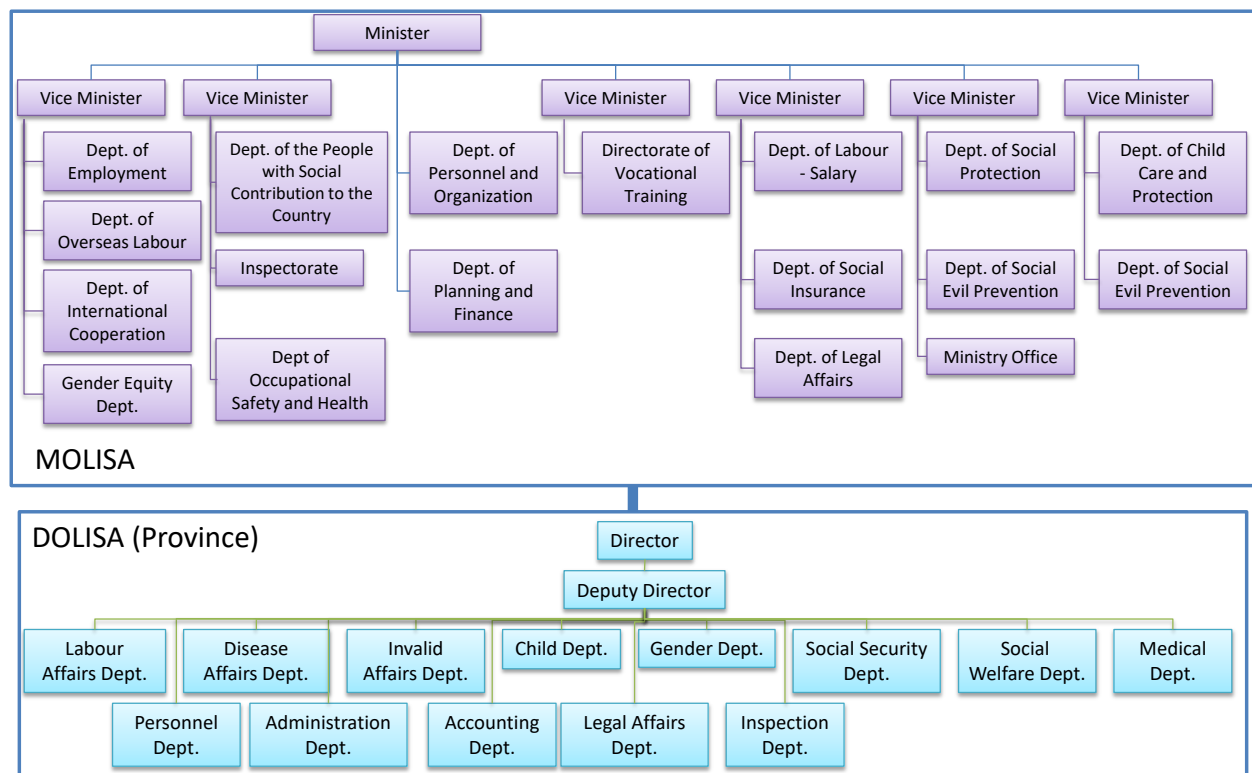 Minister
Vice Minister
Dept. of
Employment
Dept. of
Overseas Labour
Dept. of
International
Cooperation
Gender Equity
Dept.
Vice Minister
Dept. of the People
with Social
Contribution to the
Country
Inspectorate
Dept of
Occupational
Safety and Health
Dept. of
Personnel and
Organization
Dept. of
Planning and
Finance
Vice Minister
Directorate of
Vocational
Training
Vice Minister
Dept. of Labour
- Salary
Dept. of Social
Insurance
Dept. of Legal
Affairs
Vice Minister
Dept. of Social
Protection
Dept. of Social
Evil Prevention
Ministry Office
Vice Minister
Dept. of Child
Care and
Protection
Dept. of Social
Evil Prevention
MOLISA
DOLISA (Province)
Director
Deputy Director
Labour
Affairs Dept.
Disease
Affairs Dept.
Invalid
Affairs Dept.
Child Dept.
Gender Dept.
Social Security
Dept.
Social
Welfare Dept.
Medical
Dept.
Personnel
Dept.
Administration
Dept.
Accounting
Dept.
Legal Affairs
Dept.
Inspection
Dept.